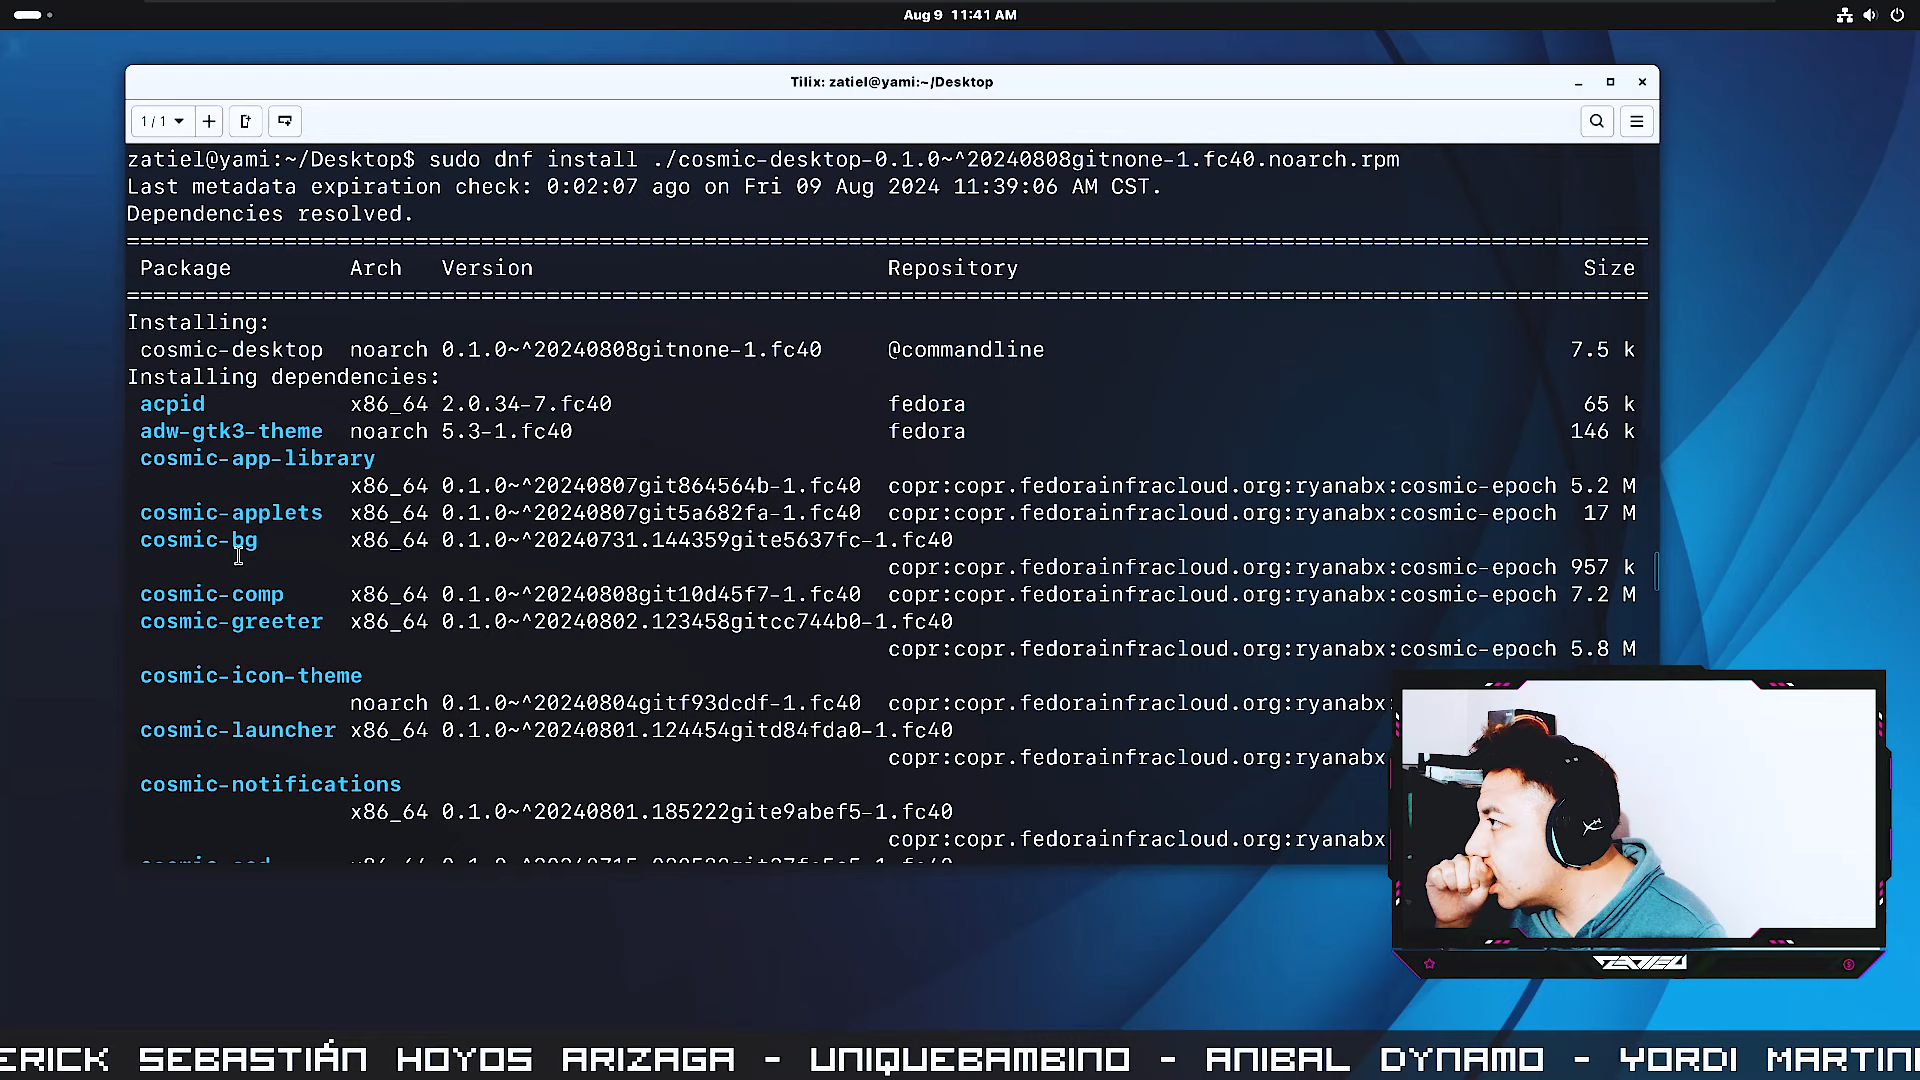 Aug 9 11:41 AM
Tilix: zatiel@yami:~/Desktop
1 / 1
zatiel@yami:~/Desktop$ sudo dnf install ./cosmic-desktop-0.1.0~^20240808gitnone-1.fc40.noarch.rpm
Last metadata expiration check: 0:02:07 ago on Fri 09 Aug 2024 11:39:06 AM CST.
Dependencies resolved.
Package Arch Version Repository Size
Installing:
cosmic-desktop noarch 0.1.0~^20240808gitnone-1.fc40 @commandline 7.5 k
Installing dependencies:
acpid x86_64 2.0.34-7.fc40 fedora 65 k
adw-gtk3-theme noarch 5.3-1.fc40 fedora 146 k
cosmic-app-library
x86_64 0.1.0~^20240807git864564b-1.fc40 copr:copr.fedorainfracloud.org:ryanabx:cosmic-epoch 5.2 M
cosmic-applets x86_64 0.1.0~^20240807git5a682fa-1.fc40 copr:copr.fedorainfracloud.org:ryanabx:cosmic-epoch 17 M
cosmic-bg x86_64 0.1.0~^20240731.144359gite5637fc-1.fc40
copr:copr.fedorainfracloud.org:ryanabx:cosmic-epoch 957 k
cosmic-comp x86_64 0.1.0~^20240808git10d45f7-1.fc40 copr:copr.fedorainfracloud.org:ryanabx:cosmic-epoch 7.2 M
cosmic-greeter x86_64 0.1.0~^20240802.123458gitcc744b0-1.fc40
copr:copr.fedorainfracloud.org:ryanabx:cosmic-epoch 5.8 M
cosmic-icon-theme
noarch 0.1.0~^20240804gitf93dcdf-1.fc40 copr:copr.fedorainfracloud.org:ryanabx:
cosmic-launcher x86_64 0.1.0~^20240801.124454gitd84fda0-1.fc40
copr:copr.fedorainfracloud.org:ryanabx
cosmic-notifications
x86_64 0.1.0~^20240801.185222gite9abef5-1.fc40
copr:copr.fedorainfracloud.org:ryanabx
ZATIEL
ERICK SEBASTIÁN HOYOS ARIZAGA - UNIQUEBAMBINO - ANIBAL DYNAMO - YORDI MARTIN